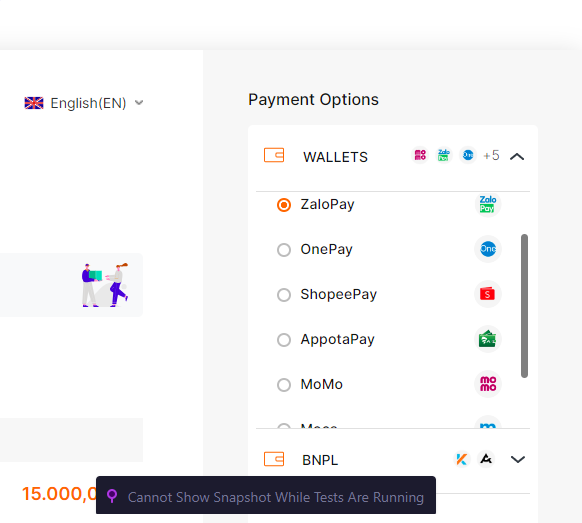 English(EN)
Payment Options
WALLETS
mo mo
Zalo Pay
One
+5
ZaloPay
Zalo Pay
OnePay
One
ShopeePay
S
AppotaPay
MoMo
mo mo
BNPL
15.000,0
Cannot Show Snapshot While Tests Are Running